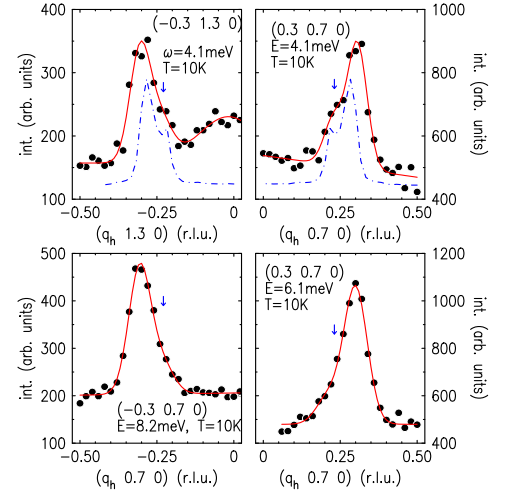 (−0.3 1.3 0)
ω=4.1meV
T=10K
400
300
200
100
int. (arb. units)
−0.50
−0.25
0
(q_h 1.3 0) (r.l.u.)
(0.3 0.7 0)
E=4.1meV
T=10K
1000
800
600
400
int. (arb. units)
0
0.25
0.50
(q_h 0.7 0) (r.l.u.)
500
400
300
200
100
int. (arb. units)
(−0.3 0.7 0)
E=8.2meV, T=10K
−0.50
−0.25
0
(q_h 0.7 0) (r.l.u.)
(0.3 0.7 0)
E=6.1meV
T=10K
1200
1000
800
600
400
int. (arb. units)
0
0.25
0.50
(q_h 0.7 0) (r.l.u.)